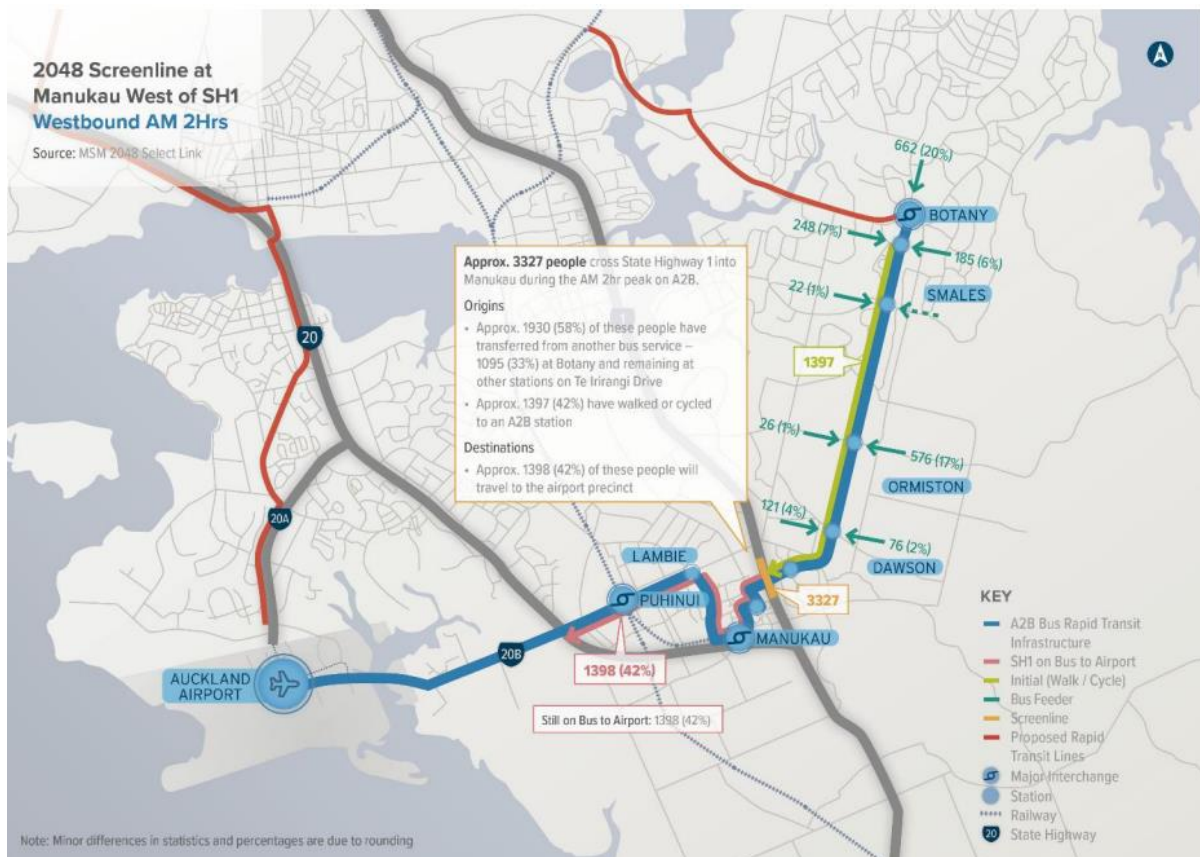 2048 Screenline at
Manukau West of SH1
Westbound AM 2Hrs
Source: MSM 2048 Select Link
662 (20%)
BOTANY
248 (7%)
185 (6%)
22 (1%)
SMALES
Approx. 3327 people cross State Highway 1 into
Manukau during the AM 2hr peak on A2B.
Origins
• Approx. 1930 (58%) of these people have
transferred from another bus service –
1095 (33%) at Botany and remaining at
other stations on Te Irirangi Drive
• Approx. 1397 (42%) have walked or cycled
to an A2B station
Destinations
• Approx. 1398 (42%) of these people will
travel to the airport precinct
1
20
1397
26 (1%)
576 (17%)
ORMISTON
20A
121 (4%)
76 (2%)
DAWSON
LAMBIE
PUHINUI
3327
MANUKAU
20B
1398 (42%)
AUCKLAND
AIRPORT
Still on Bus to Airport: 1398 (42%)
KEY
A2B Bus Rapid Transit
Infrastructure
SH1 on Bus to Airport
Initial (Walk / Cycle)
Bus Feeder
Screenline
Proposed Rapid
Transit Lines
Major Interchange
Station
Railway
20 State Highway
Note: Minor differences in statistics and percentages are due to rounding